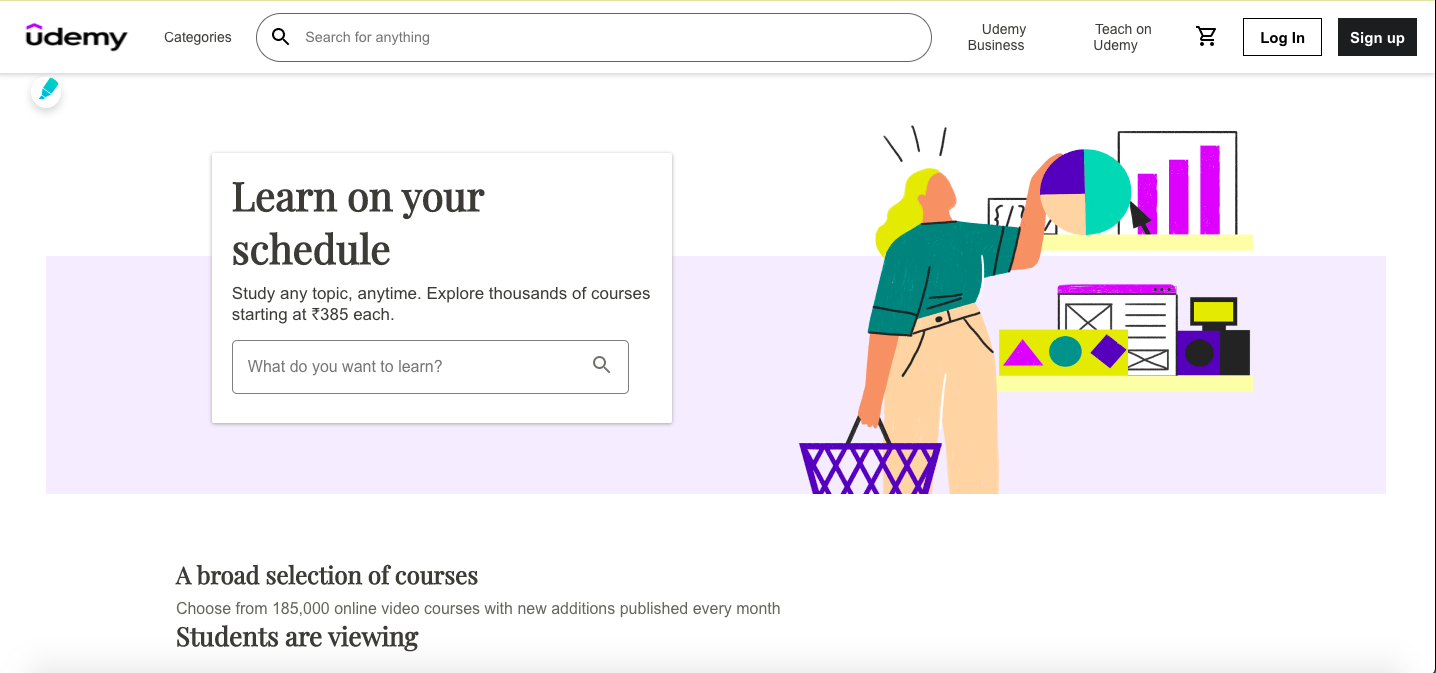 ûdemy
Categories
Search for anything
Udemy
Business
Teach on
Udemy
Log In
Sign up
Learn on your
schedule
Study any topic, anytime. Explore thousands of courses
starting at ₹385 each.
What do you want to learn?
{/}
A broad selection of courses
Choose from 185,000 online video courses with new additions published every month
Students are viewing